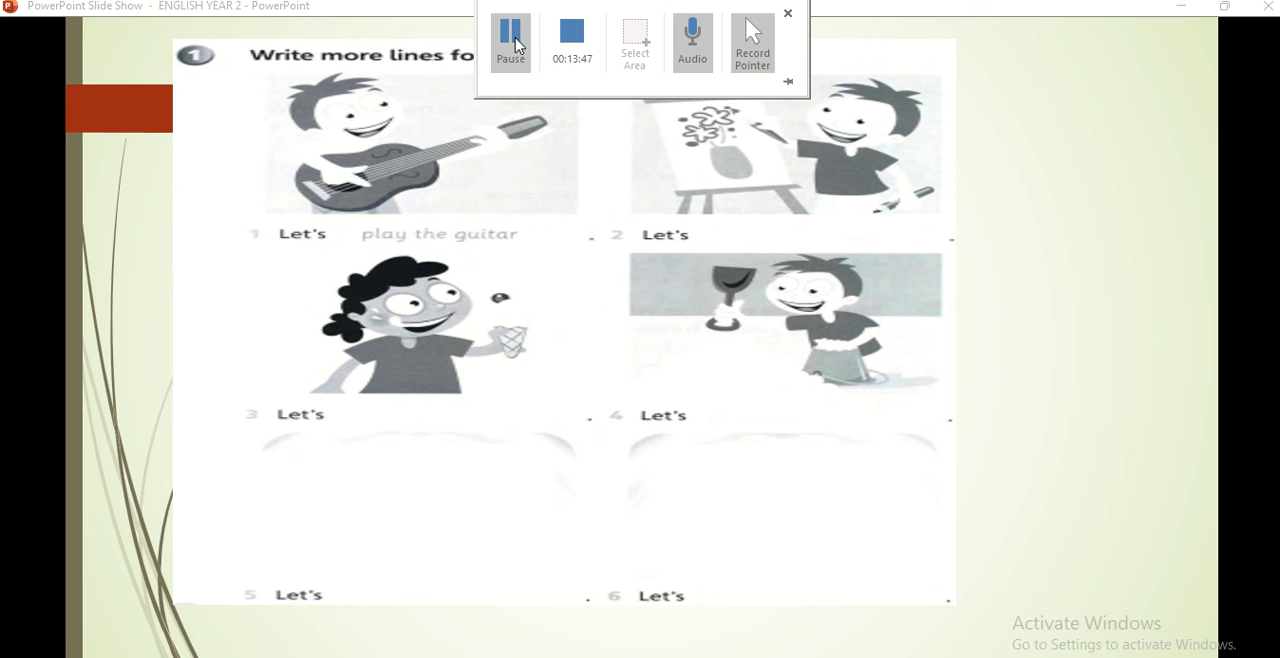 PowerPoint Slide Show - ENGLISH YEAR 2 - PowerPoint
Pause
00:13:47
Select Area
Audio
Record Pointer
1 Write more lines fo
1 Let's play the guitar .
2 Let's .
3 Let's .
4 Let's .
5 Let's .
6 Let's .
Activate Windows
Go to Settings to activate Windows.